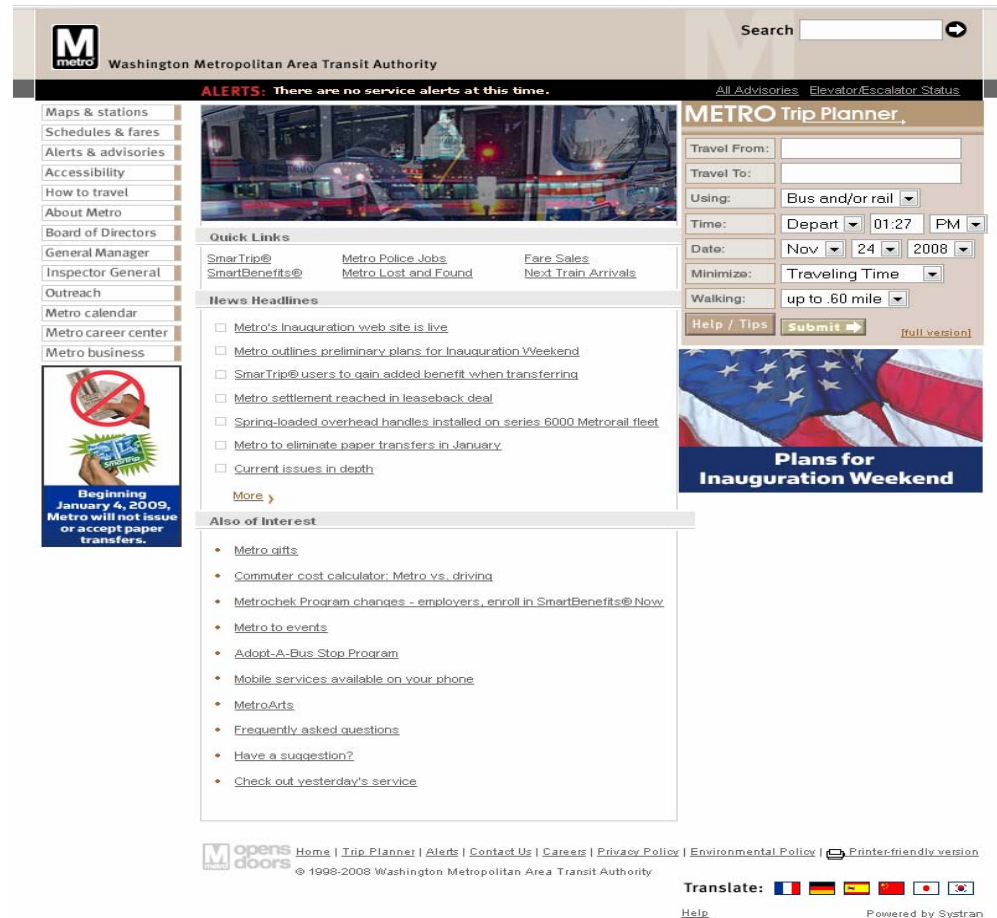 Search
M
metro
Washington Metropolitan Area Transit Authority
ALERTS: There are no service alerts at this time.
All Advisories Elevator/Escalator Status
Maps & stations
Schedules & fares
Alerts & advisories
Accessibility
How to travel
About Metro
Board of Directors
General Manager
Inspector General
Outreach
Metro calendar
Metro career center
Metro business
SmarTrip
Beginning
January 4, 2009,
Metro will not issue
or accept paper
transfers.
Quick Links
SmarTrip® Metro Police Jobs Fare Sales
SmartBenefits® Metro Lost and Found Next Train Arrivals
News Headlines
Metro's Inauguration web site is live
Metro outlines preliminary plans for Inauguration Weekend
SmarTrip® users to gain added benefit when transferring
Metro settlement reached in leaseback deal
Spring-loaded overhead handles installed on series 6000 Metrorail fleet
Metro to eliminate paper transfers in January
Current issues in depth
More
Also of Interest
Metro gifts
Commuter cost calculator: Metro vs. driving
Metrochek Program changes - employers, enroll in SmartBenefits® Now
Metro to events
Adopt-A-Bus Stop Program
Mobile services available on your phone
MetroArts
Frequently asked questions
Have a suggestion?
Check out yesterday's service
METRO Trip Planner
Travel From:
Travel To:
Using: Bus and/or rail
Time: Depart 01:27 PM
Date: Nov 24 2008
Minimize: Traveling Time
Walking: up to .60 mile
Help / Tips Submit [full version]
Plans for
Inauguration Weekend
M metro opens doors
Home | Trip Planner | Alerts | Contact Us | Careers | Privacy Policy | Environmental Policy | Printer-friendly version
© 1998-2008 Washington Metropolitan Area Transit Authority
Translate:
Help Powered by Systran